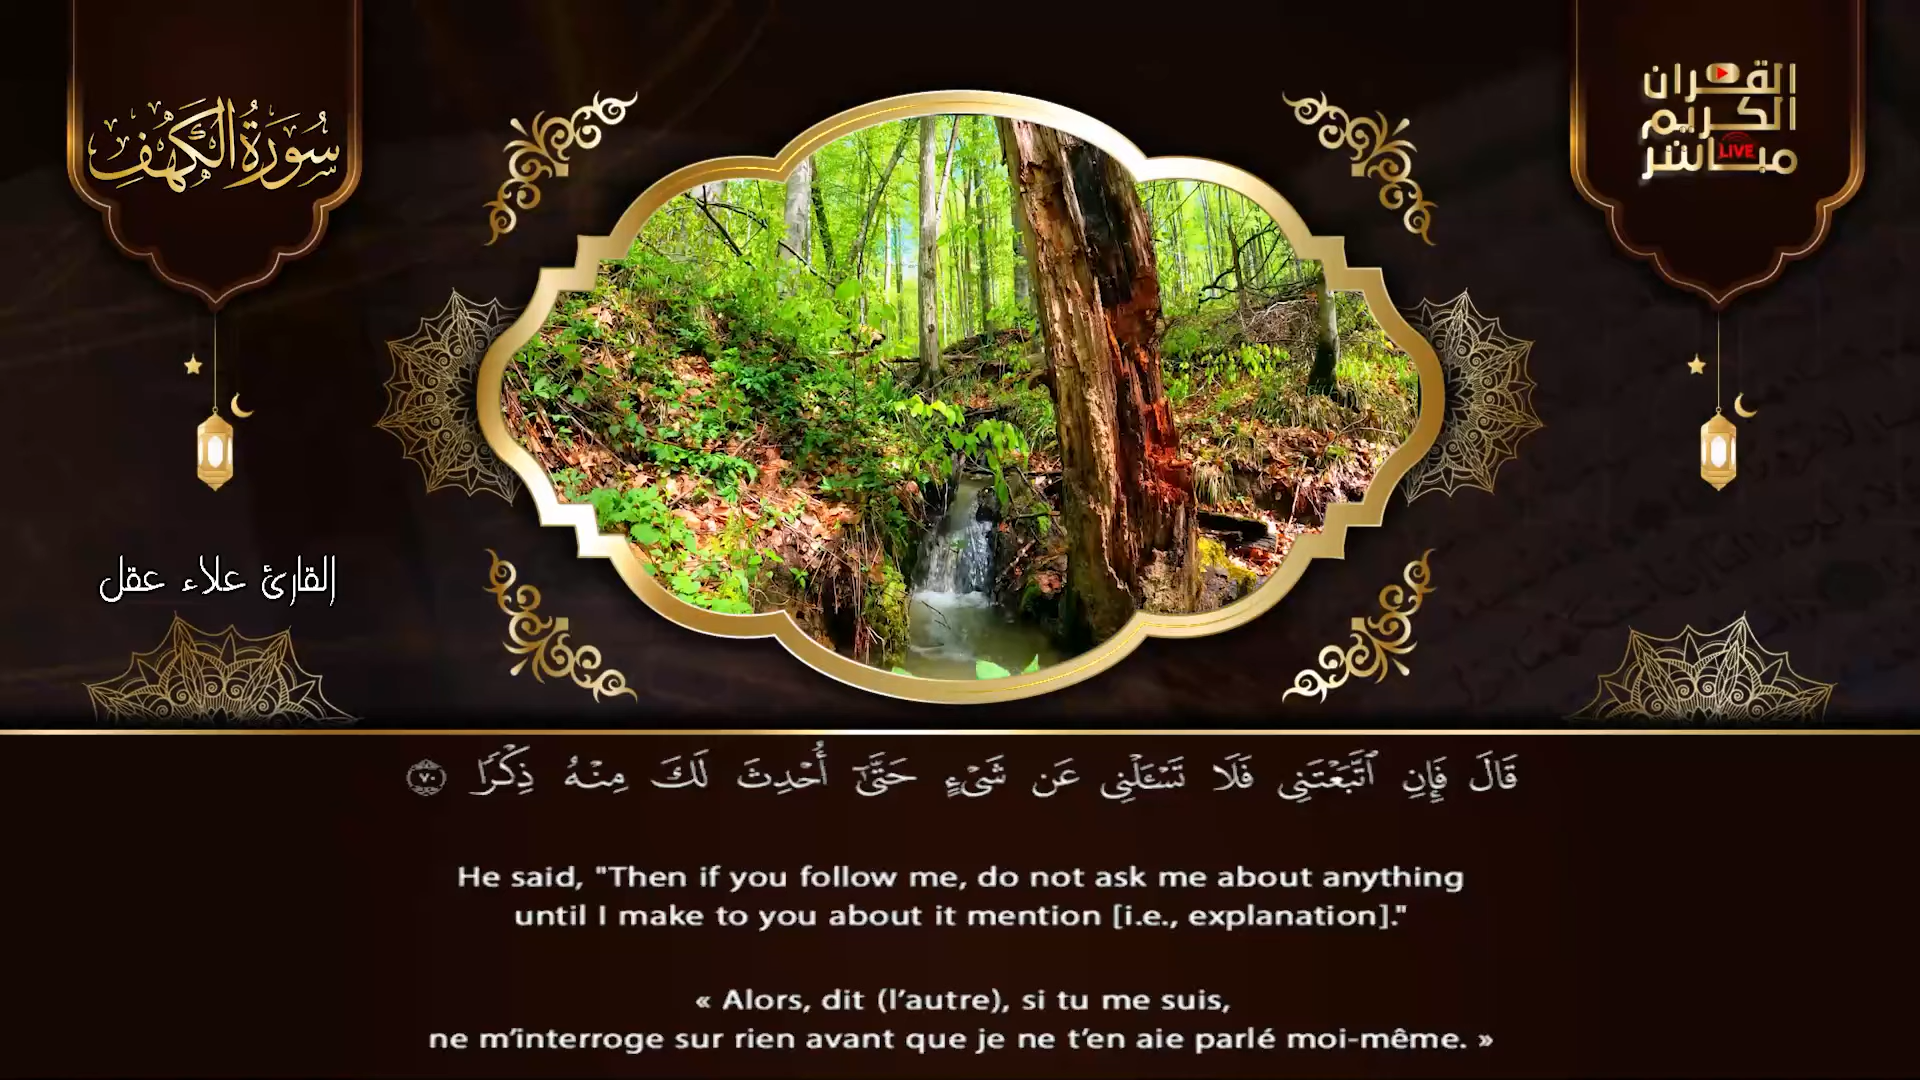 سُورَةُ الْكَهْفِ
القرآن
الكريم
مباشر
LIVE
القارئ علاء عقل
قَالَ فَإِنِ ٱتَّبَعْتَنِى فَلَا تَسْـَٔلْنِى عَن شَىْءٍ حَتَّىٰٓ أُحْدِثَ لَكَ مِنْهُ ذِكْرًا ٧٠
He said, "Then if you follow me, do not ask me about anything
until I make to you about it mention [i.e., explanation]."
« Alors, dit (l’autre), si tu me suis,
ne m’interroge sur rien avant que je ne t’en aie parlé moi-même. »